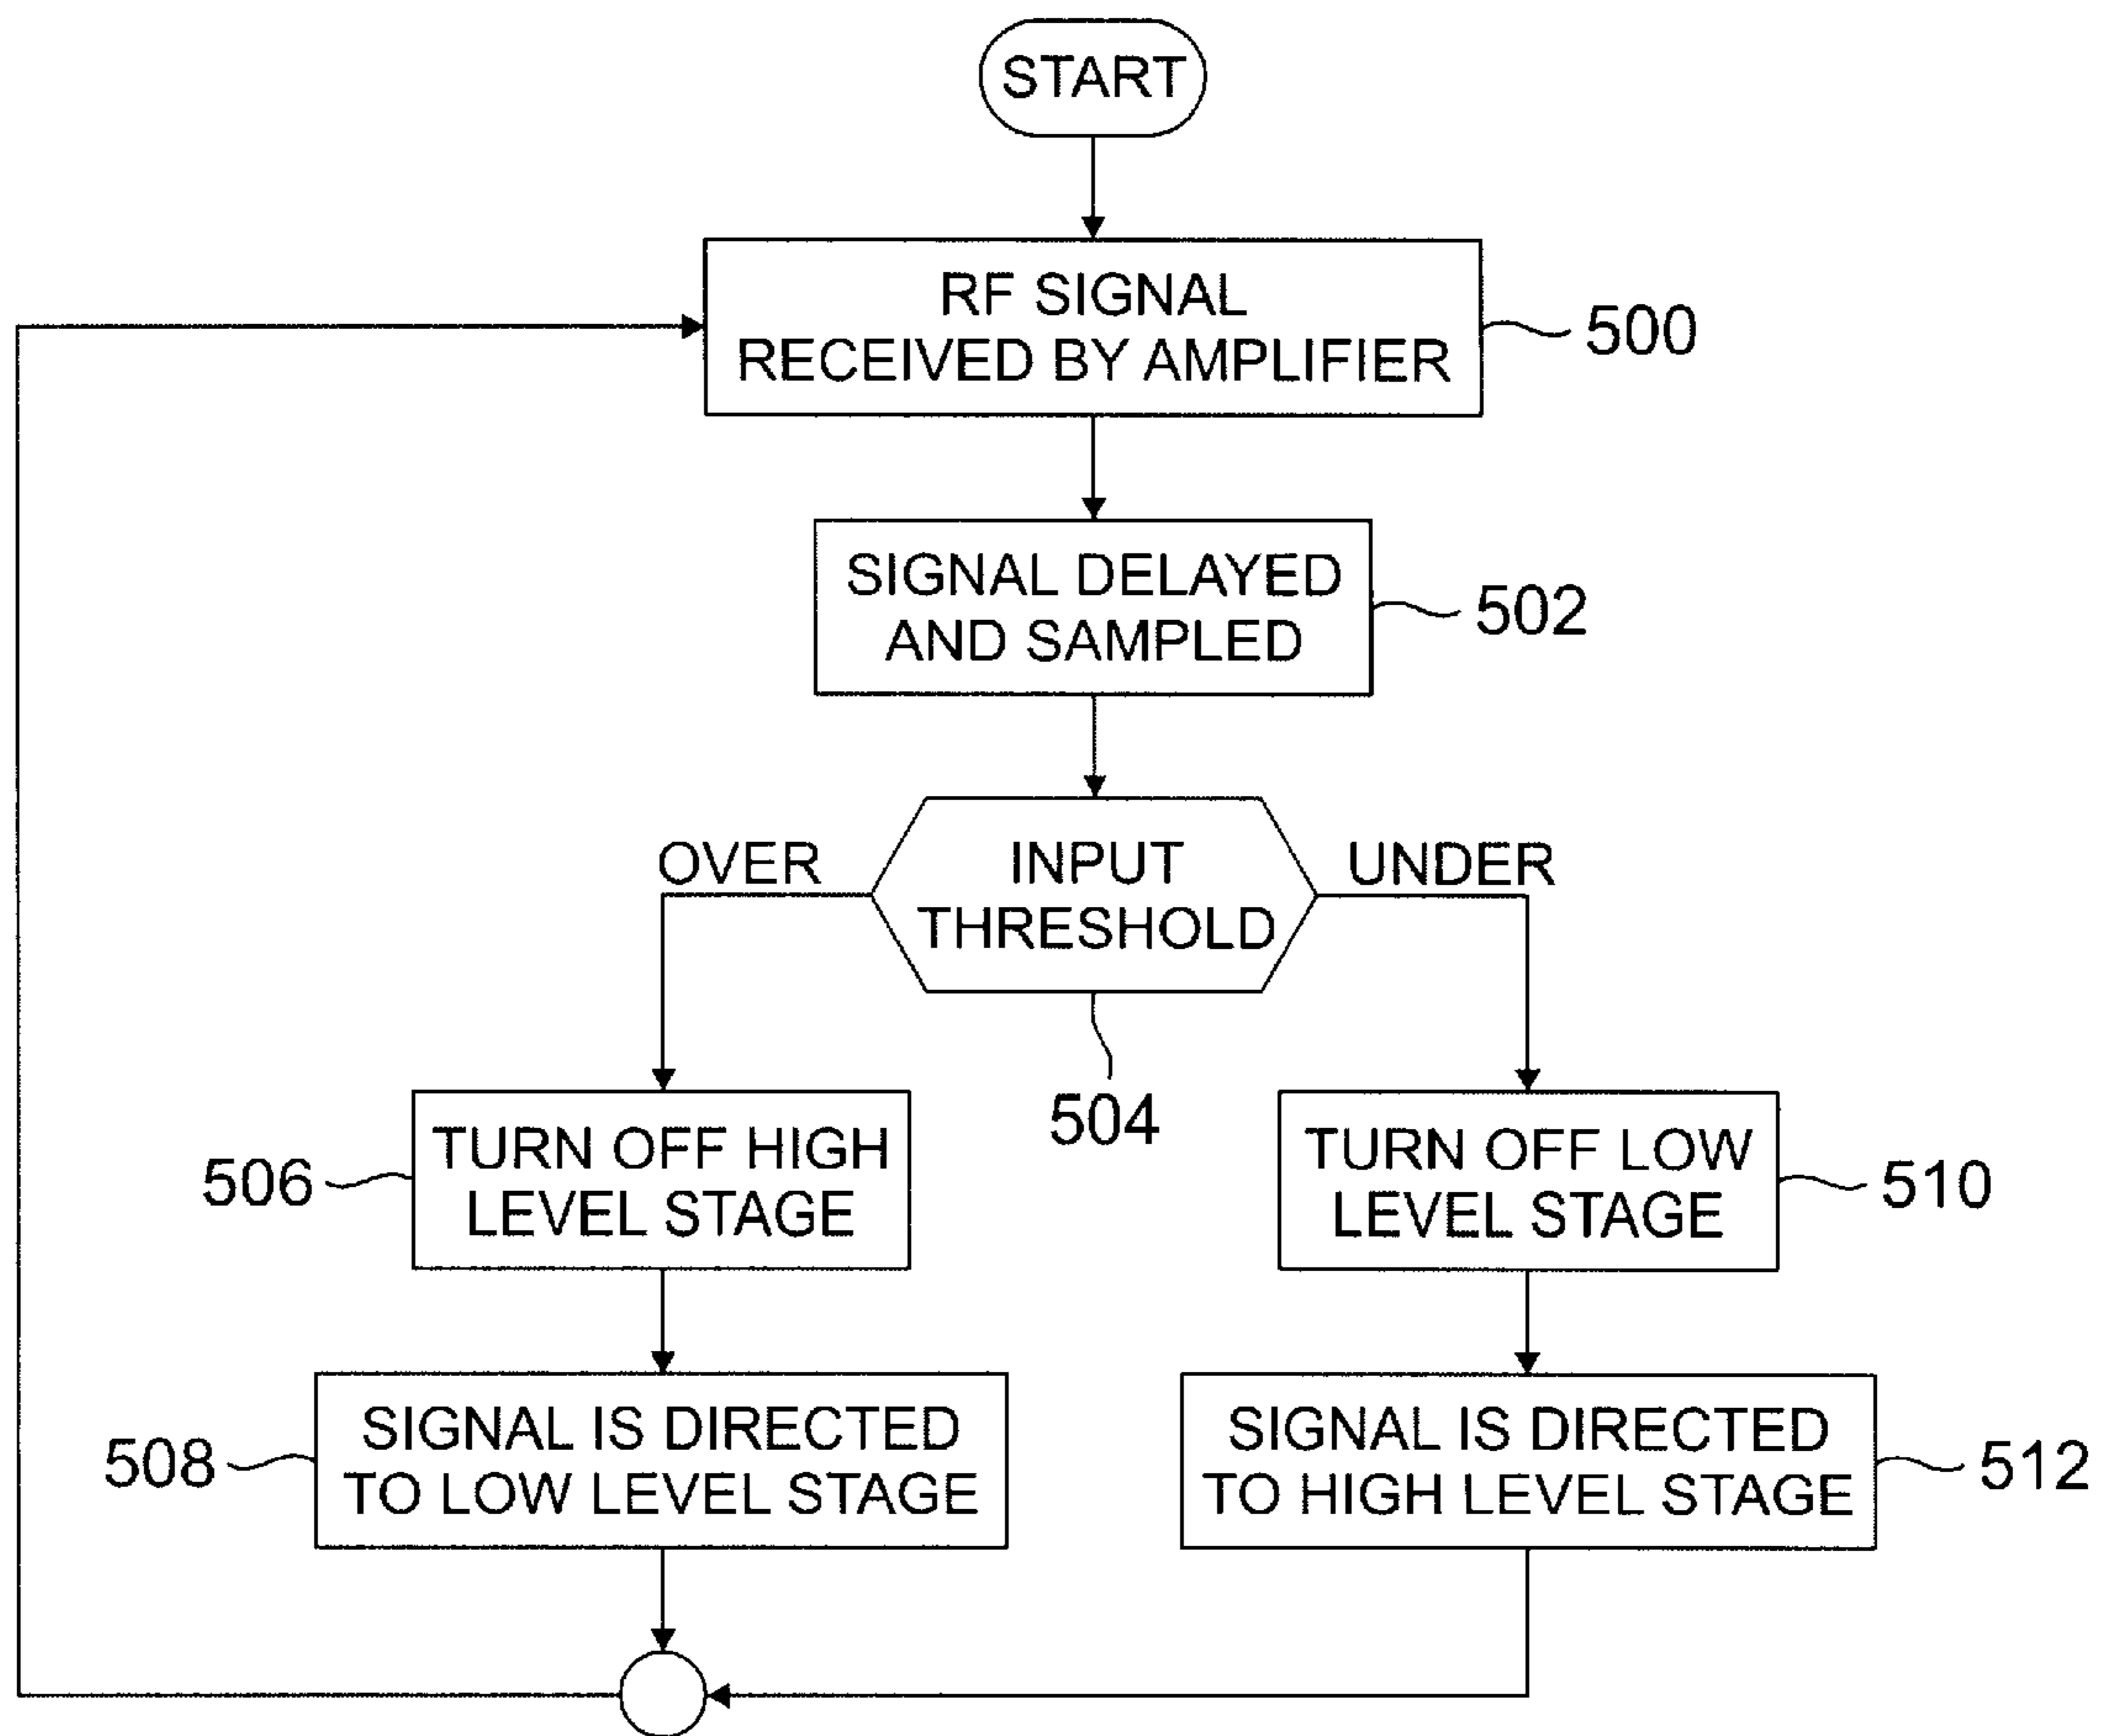 START
RF SIGNAL
RECEIVED BY AMPLIFIER
500
SIGNAL DELAYED
AND SAMPLED
502
OVER
INPUT
THRESHOLD
UNDER
504
506
TURN OFF HIGH
LEVEL STAGE
TURN OFF LOW
LEVEL STAGE
510
508
SIGNAL IS DIRECTED
TO LOW LEVEL STAGE
SIGNAL IS DIRECTED
TO HIGH LEVEL STAGE
512